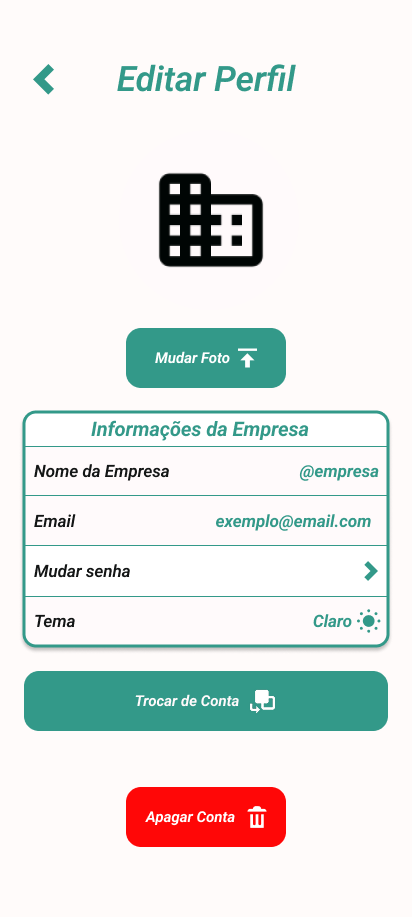 Editar Perfil
Mudar Foto
Informações da Empresa
Nome da Empresa @empresa
Email exemplo@email.com
Mudar senha
Tema Claro
Trocar de Conta
Apagar Conta